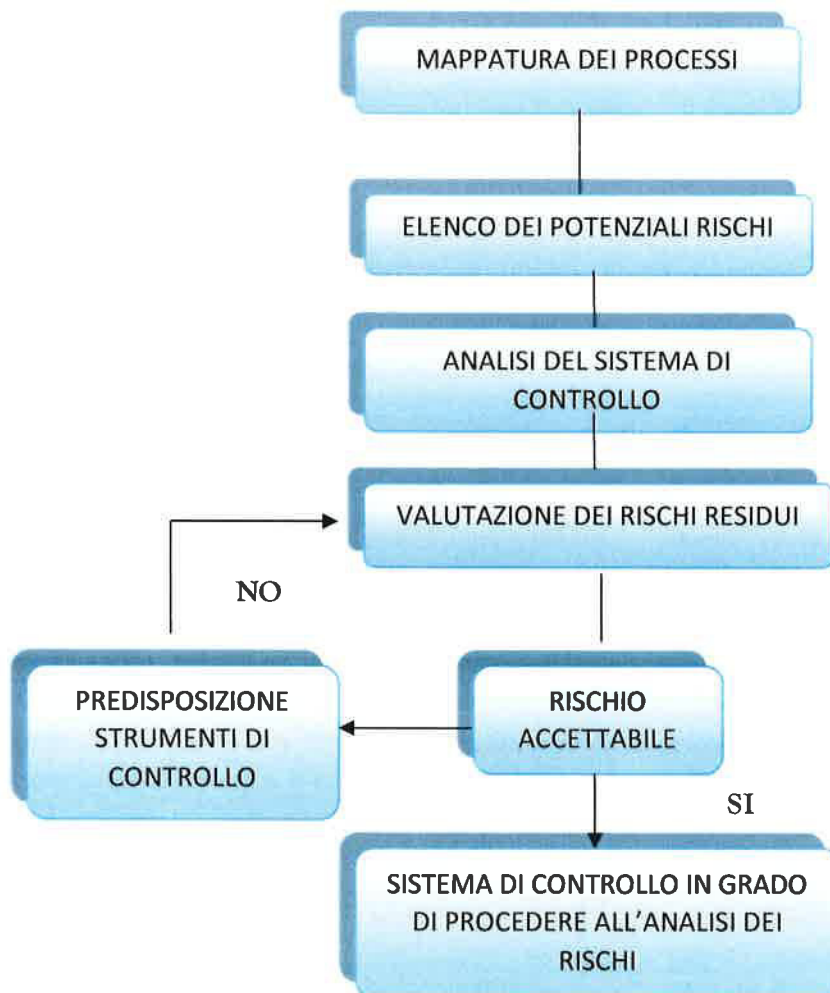 MAPPATURA DEI PROCESSI
ELENCO DEI POTENZIALI RISCHI
ANALISI DEL SISTEMA DI
CONTROLLO
VALUTAZIONE DEI RISCHI RESIDUI
NO
PREDISPOSIZIONE
STRUMENTI DI
CONTROLLO
RISCHIO
ACCETTABILE
SI
SISTEMA DI CONTROLLO IN GRADO
DI PROCEDERE ALL'ANALISI DEI
RISCHI